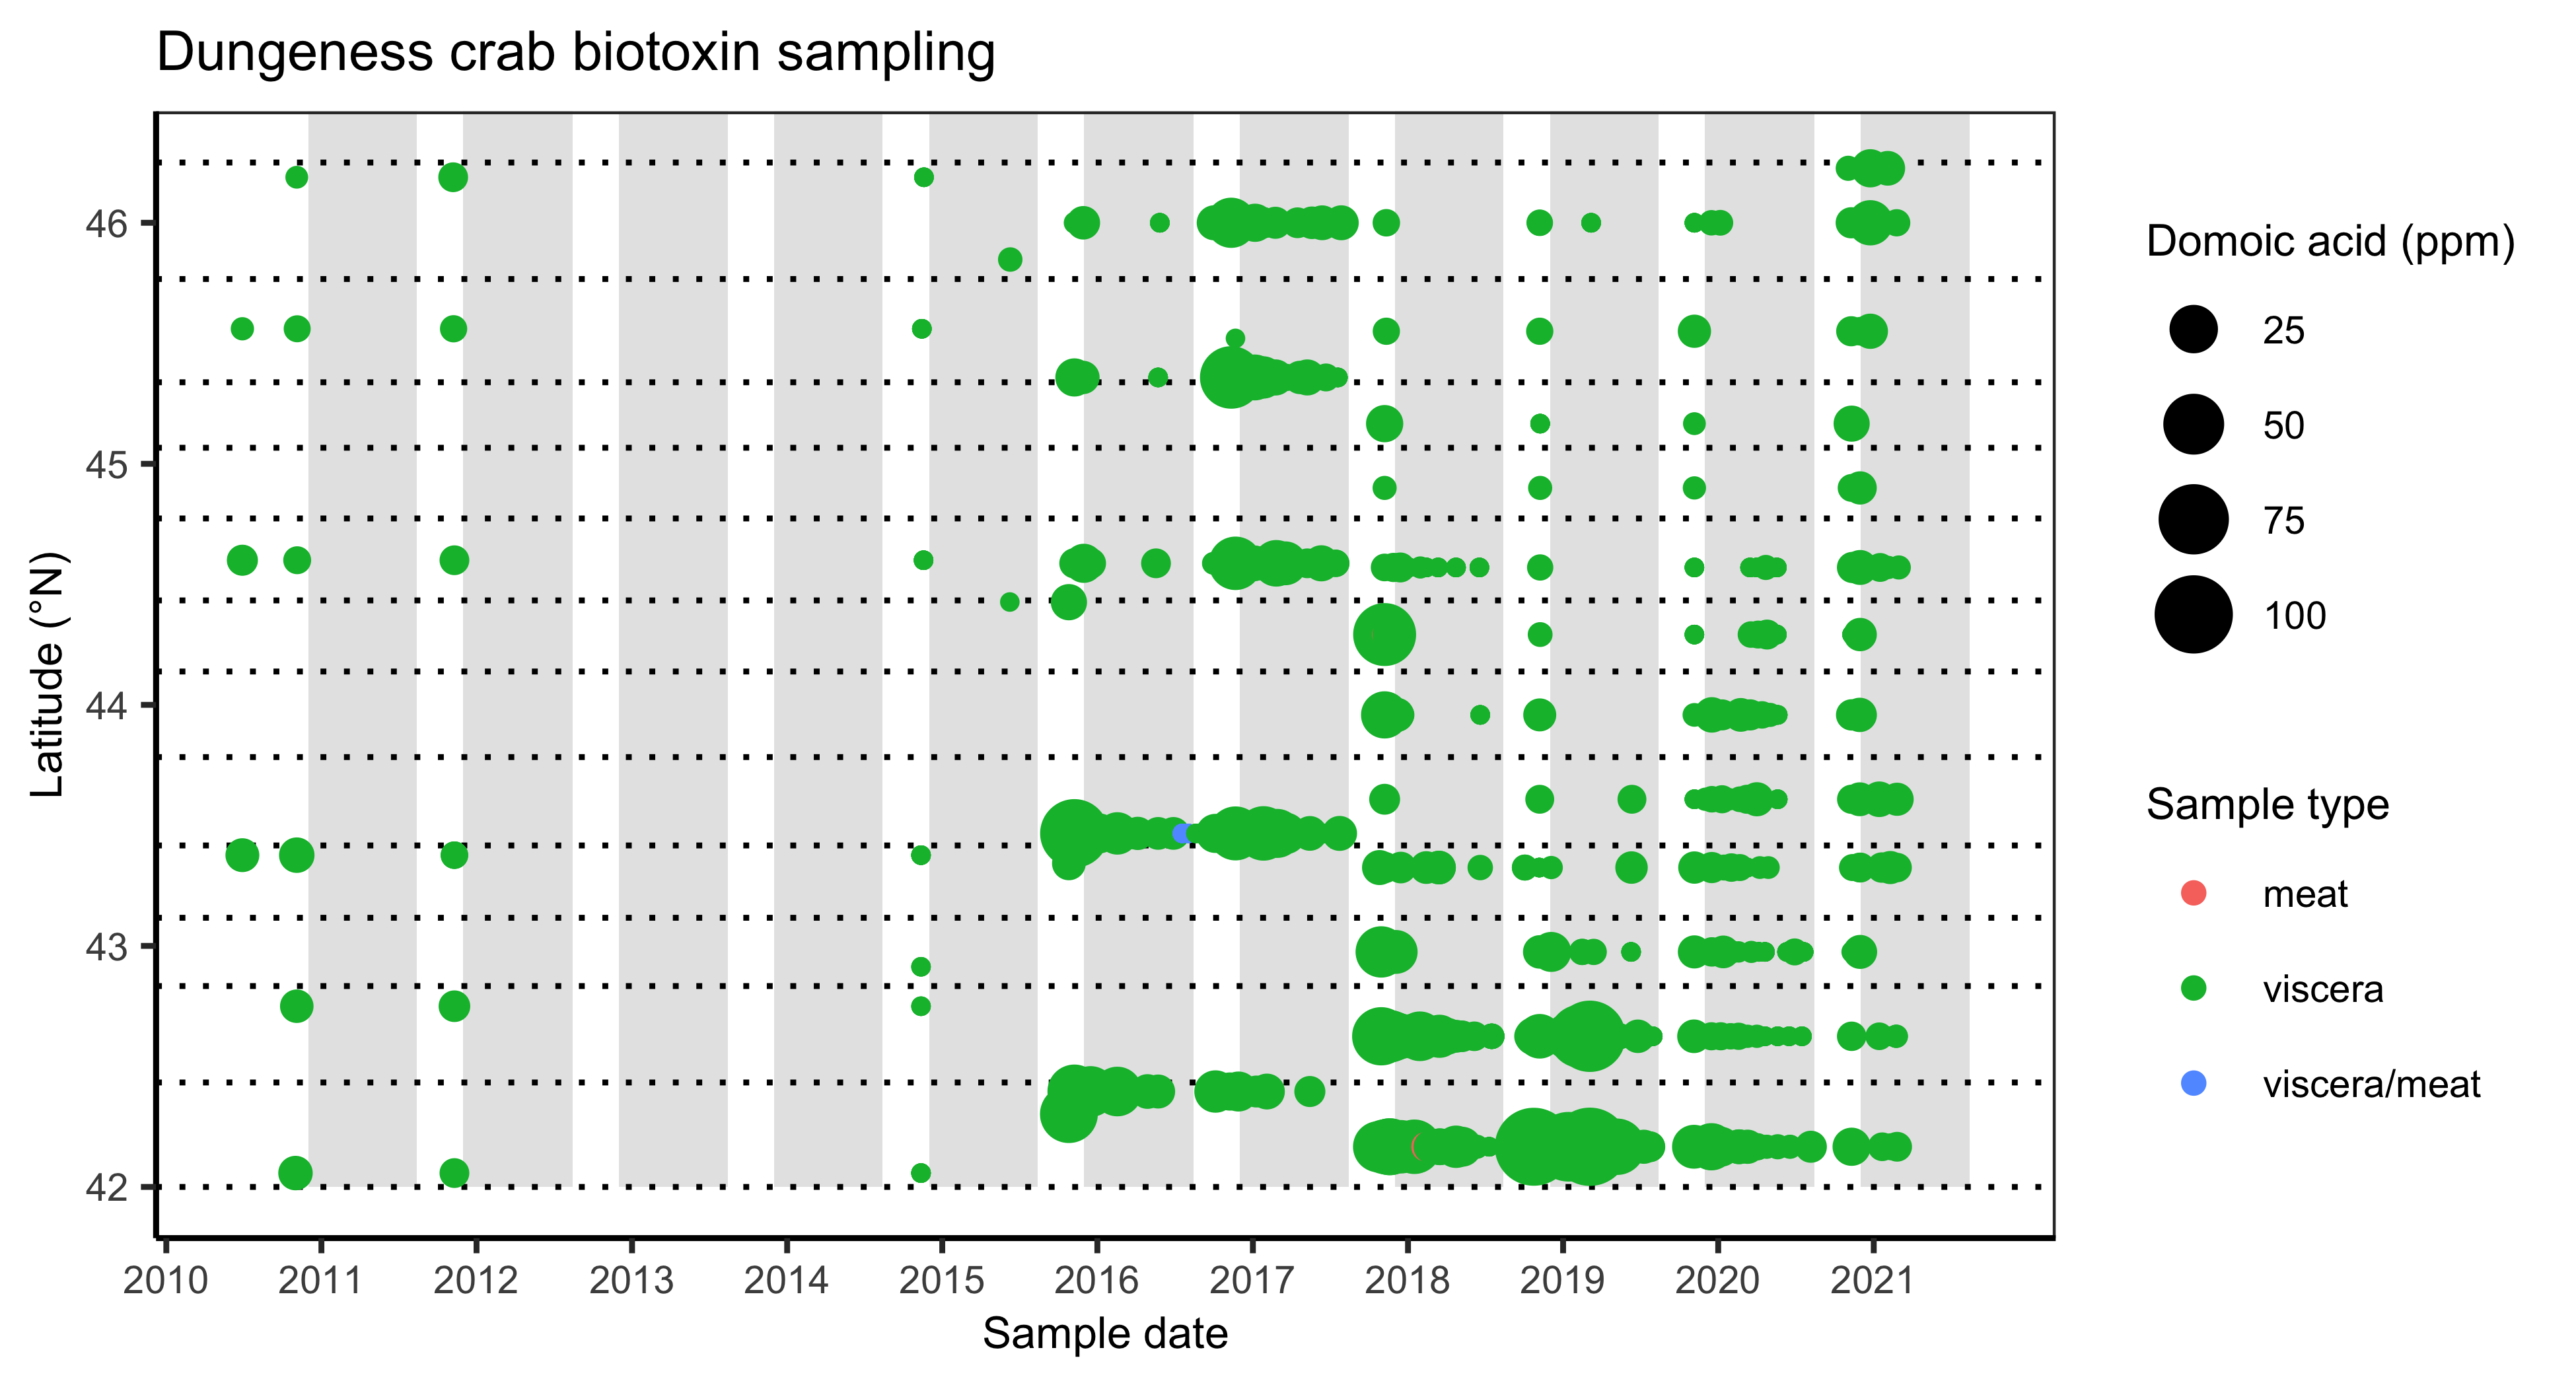 Dungeness crab biotoxin sampling
Latitude (°N)
46
45
44
43
42
2010 2011 2012 2013 2014 2015 2016 2017 2018 2019 2020 2021
Sample date
Domoic acid (ppm)
25
50
75
100
Sample type
meat
viscera
viscera/meat